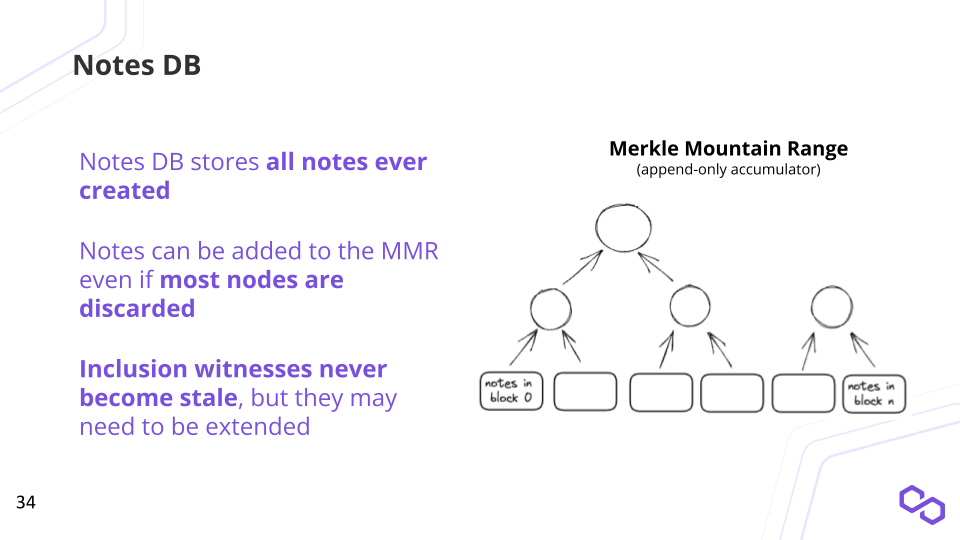 Notes DB
Notes DB stores all notes ever
created
Notes can be added to the MMR
even if most nodes are
discarded
Inclusion witnesses never
become stale, but they may
need to be extended
Merkle Mountain Range
(append-only accumulator)
notes in
block 0
notes in
block n
34